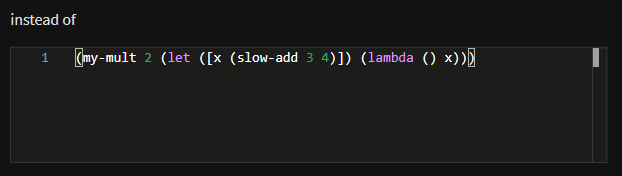 instead of
1 (my-mult 2 (let ([x (slow-add 3 4)]) (lambda () x)))